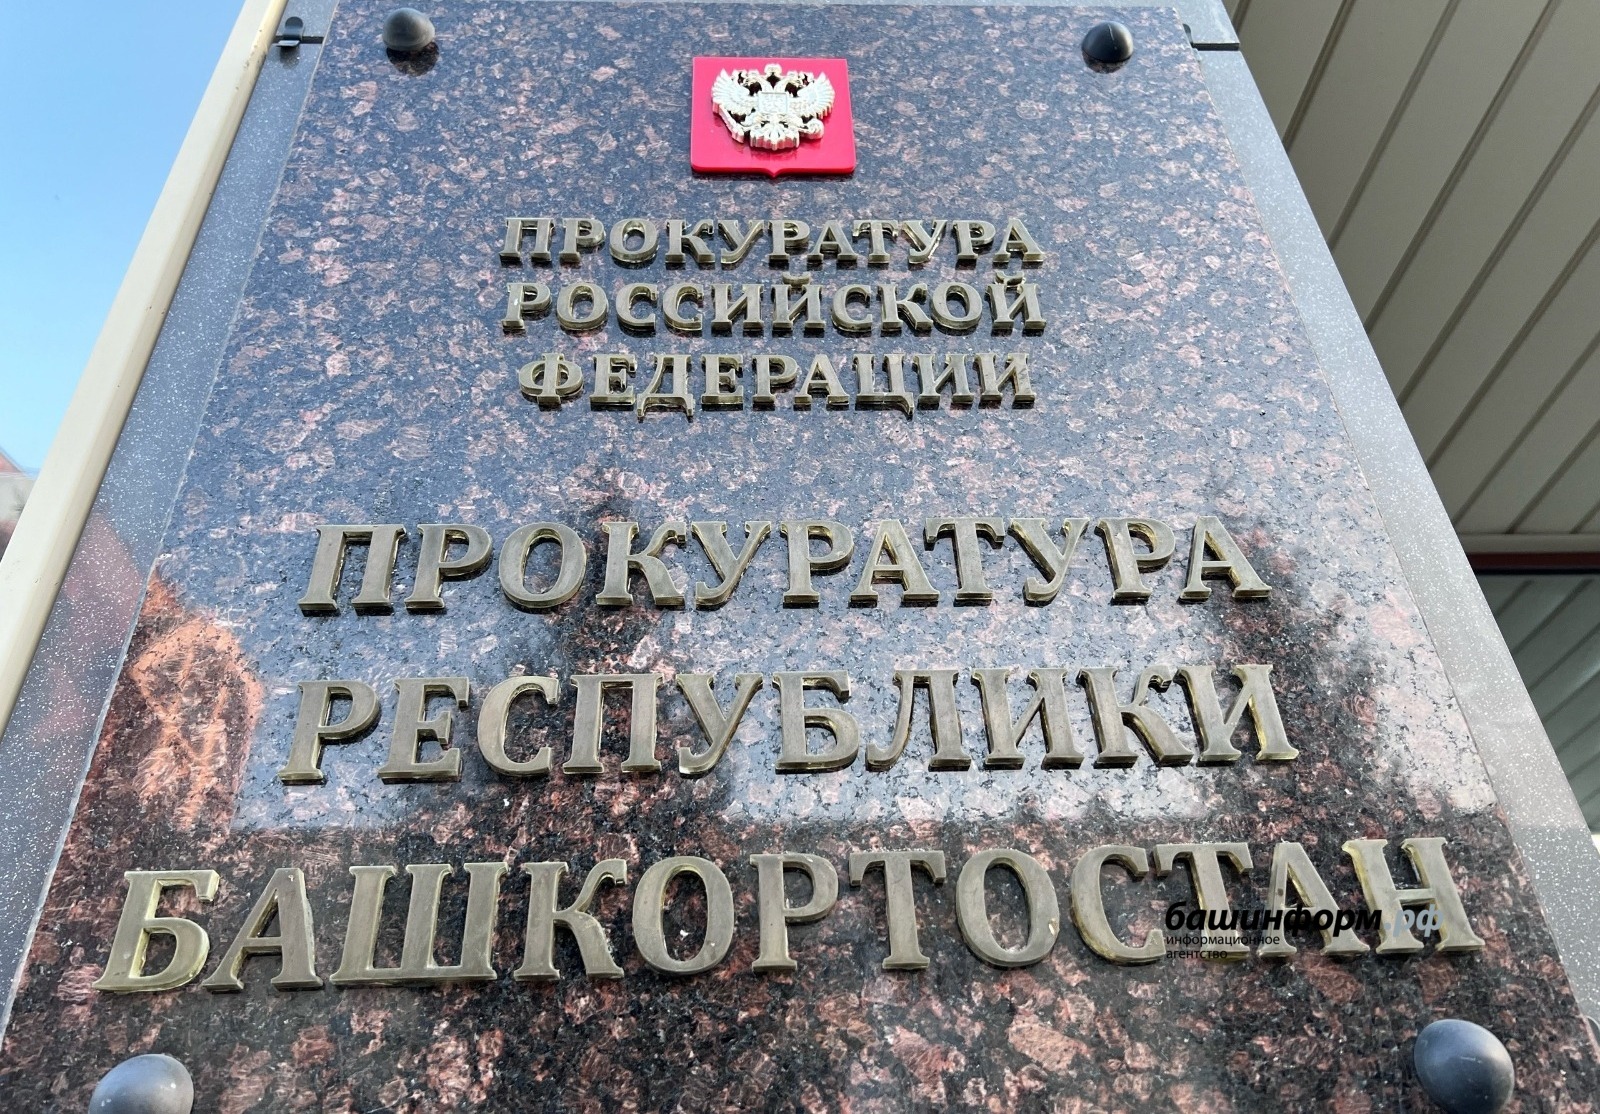 ПРОКУРАТУРА
РОССИЙСКОЙ
ФЕДЕРАЦИИ
ПРОКУРАТУРА
РЕСПУБЛИКИ
БАШКОРТОСТАН
башинформ.рф
информационное
агентство